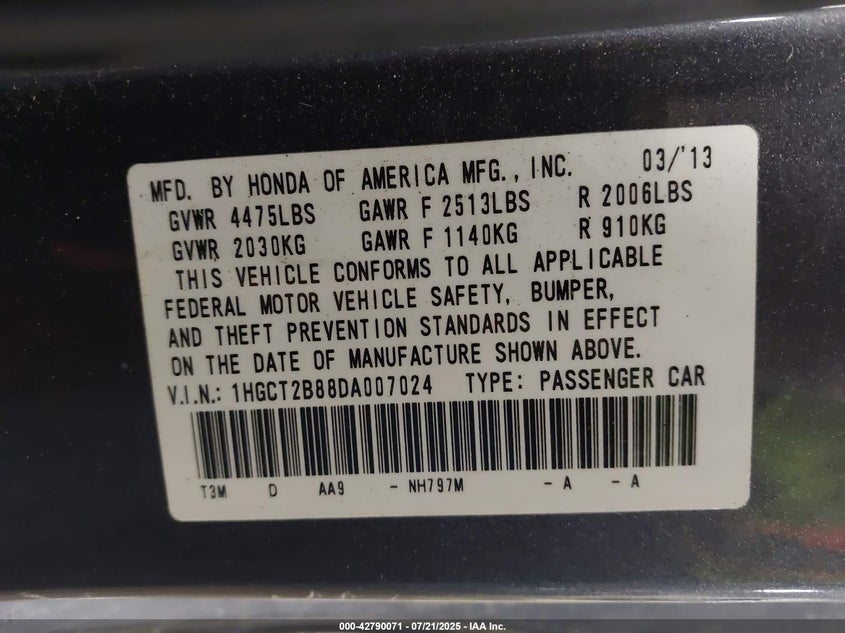 MFD. BY HONDA OF AMERICA MFG., INC. 03/'13
GVWR 4475LBS GAWR F 2513LBS R 2006LBS
GVWR 2030KG GAWR F 1140KG R 910KG
THIS VEHICLE CONFORMS TO ALL APPLICABLE
FEDERAL MOTOR VEHICLE SAFETY, BUMPER,
AND THEFT PREVENTION STANDARDS IN EFFECT
ON THE DATE OF MANUFACTURE SHOWN ABOVE.
V.I.N.: 1HGCT2B88DA007024 TYPE: PASSENGER CAR
T3M D AA9 - NH797M - A - A
000-42790071 | 07/21/2025 - IAA Inc.